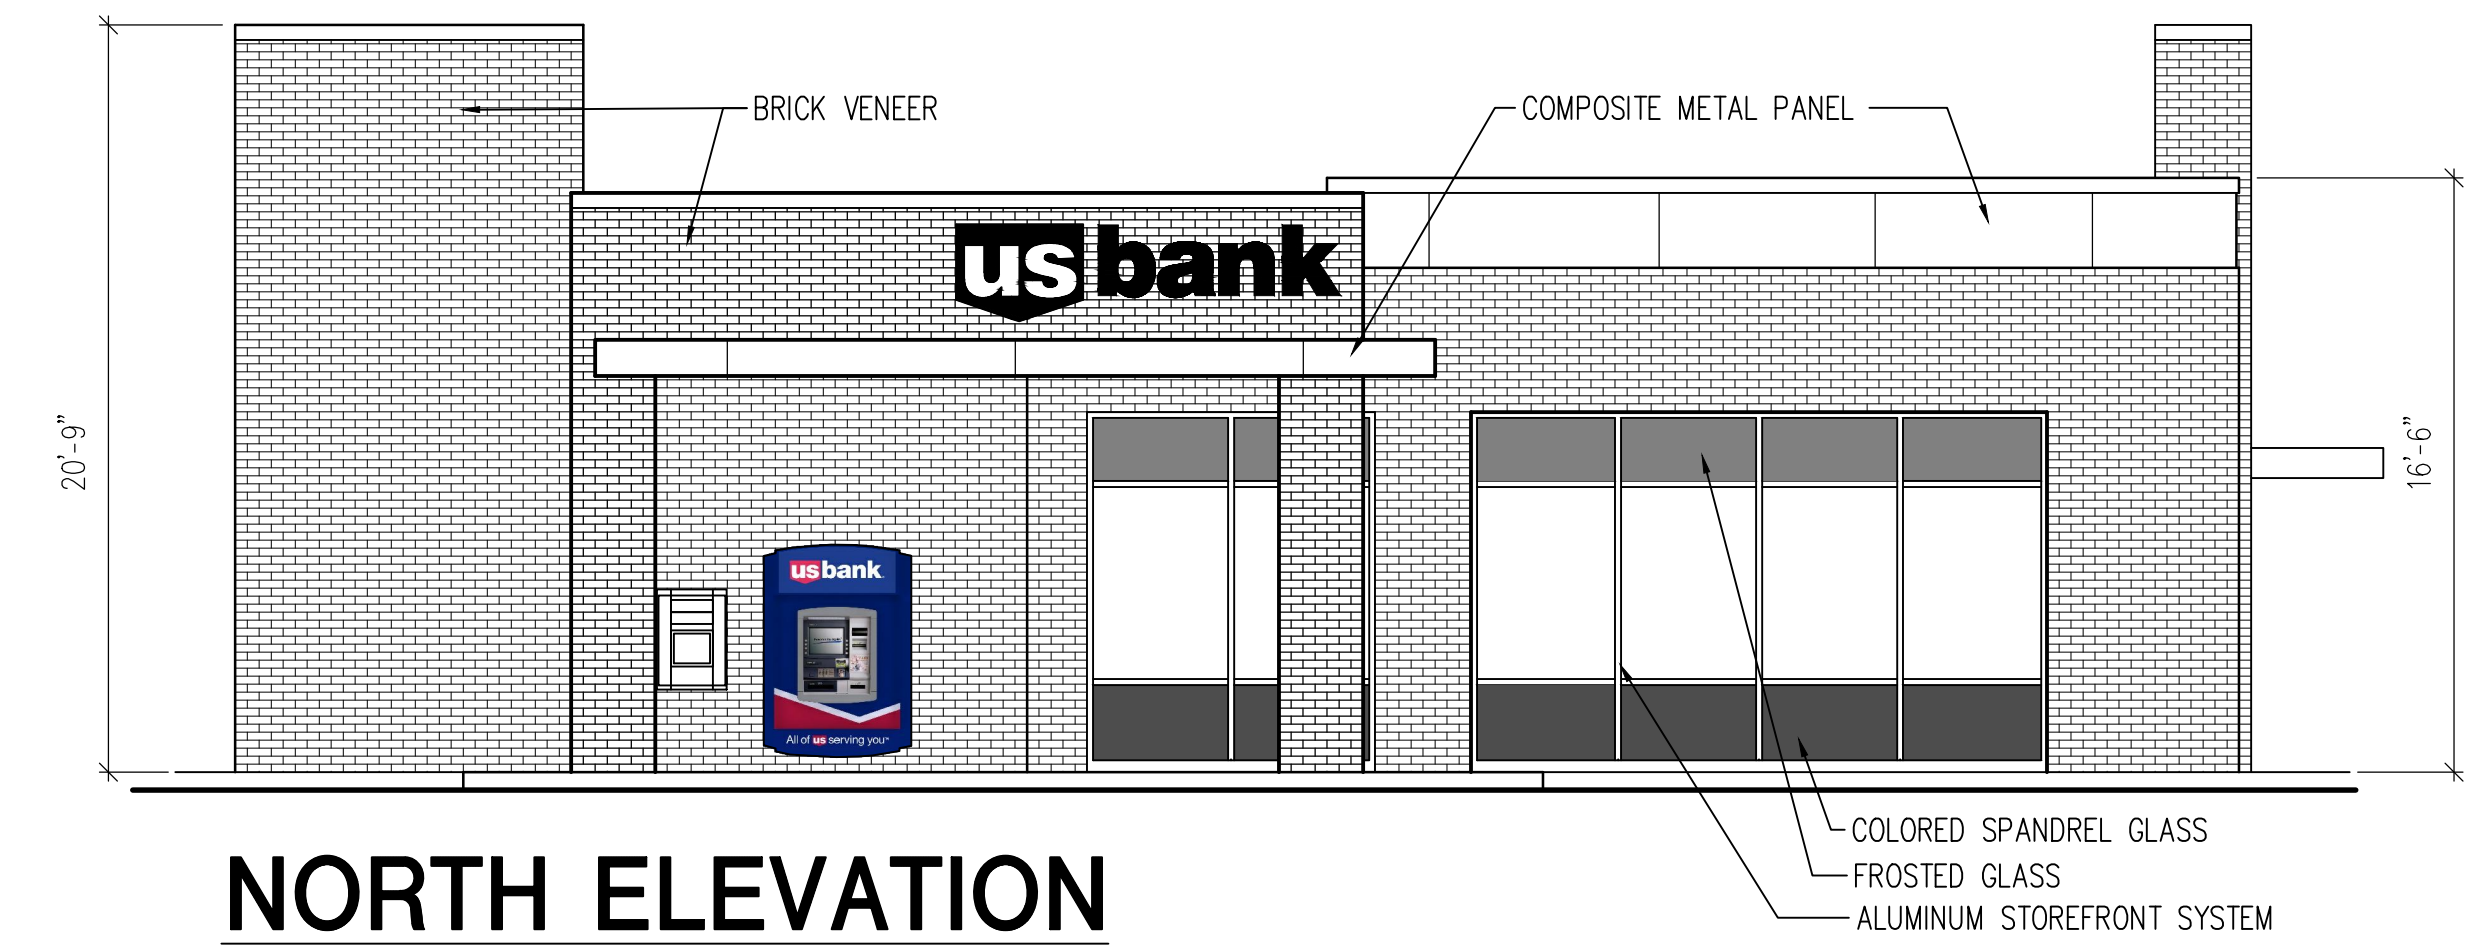 BRICK VENEER
COMPOSITE METAL PANEL
usbank
20'-9"
16'-6"
usbank
All of us serving you
COLORED SPANDREL GLASS
FROSTED GLASS
ALUMINUM STOREFRONT SYSTEM
NORTH ELEVATION